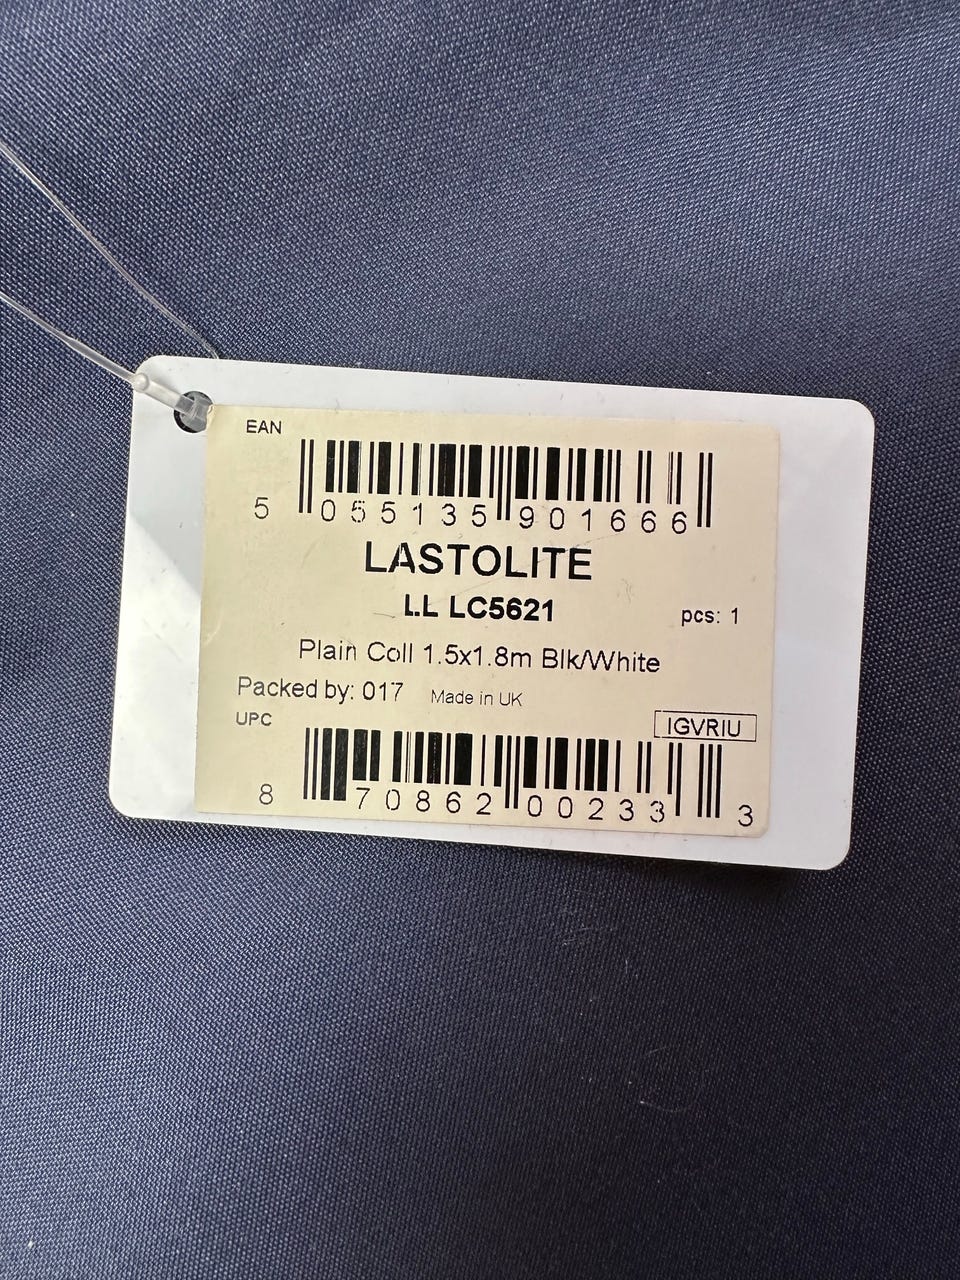 EAN
5 055135 901666
LASTOLITE
LL LC5621
pcs: 1
Plain Coll 1.5x1.8m Blk/White
Packed by: 017 Made in UK
UPC
IGVRIU
8 70862 00233 3